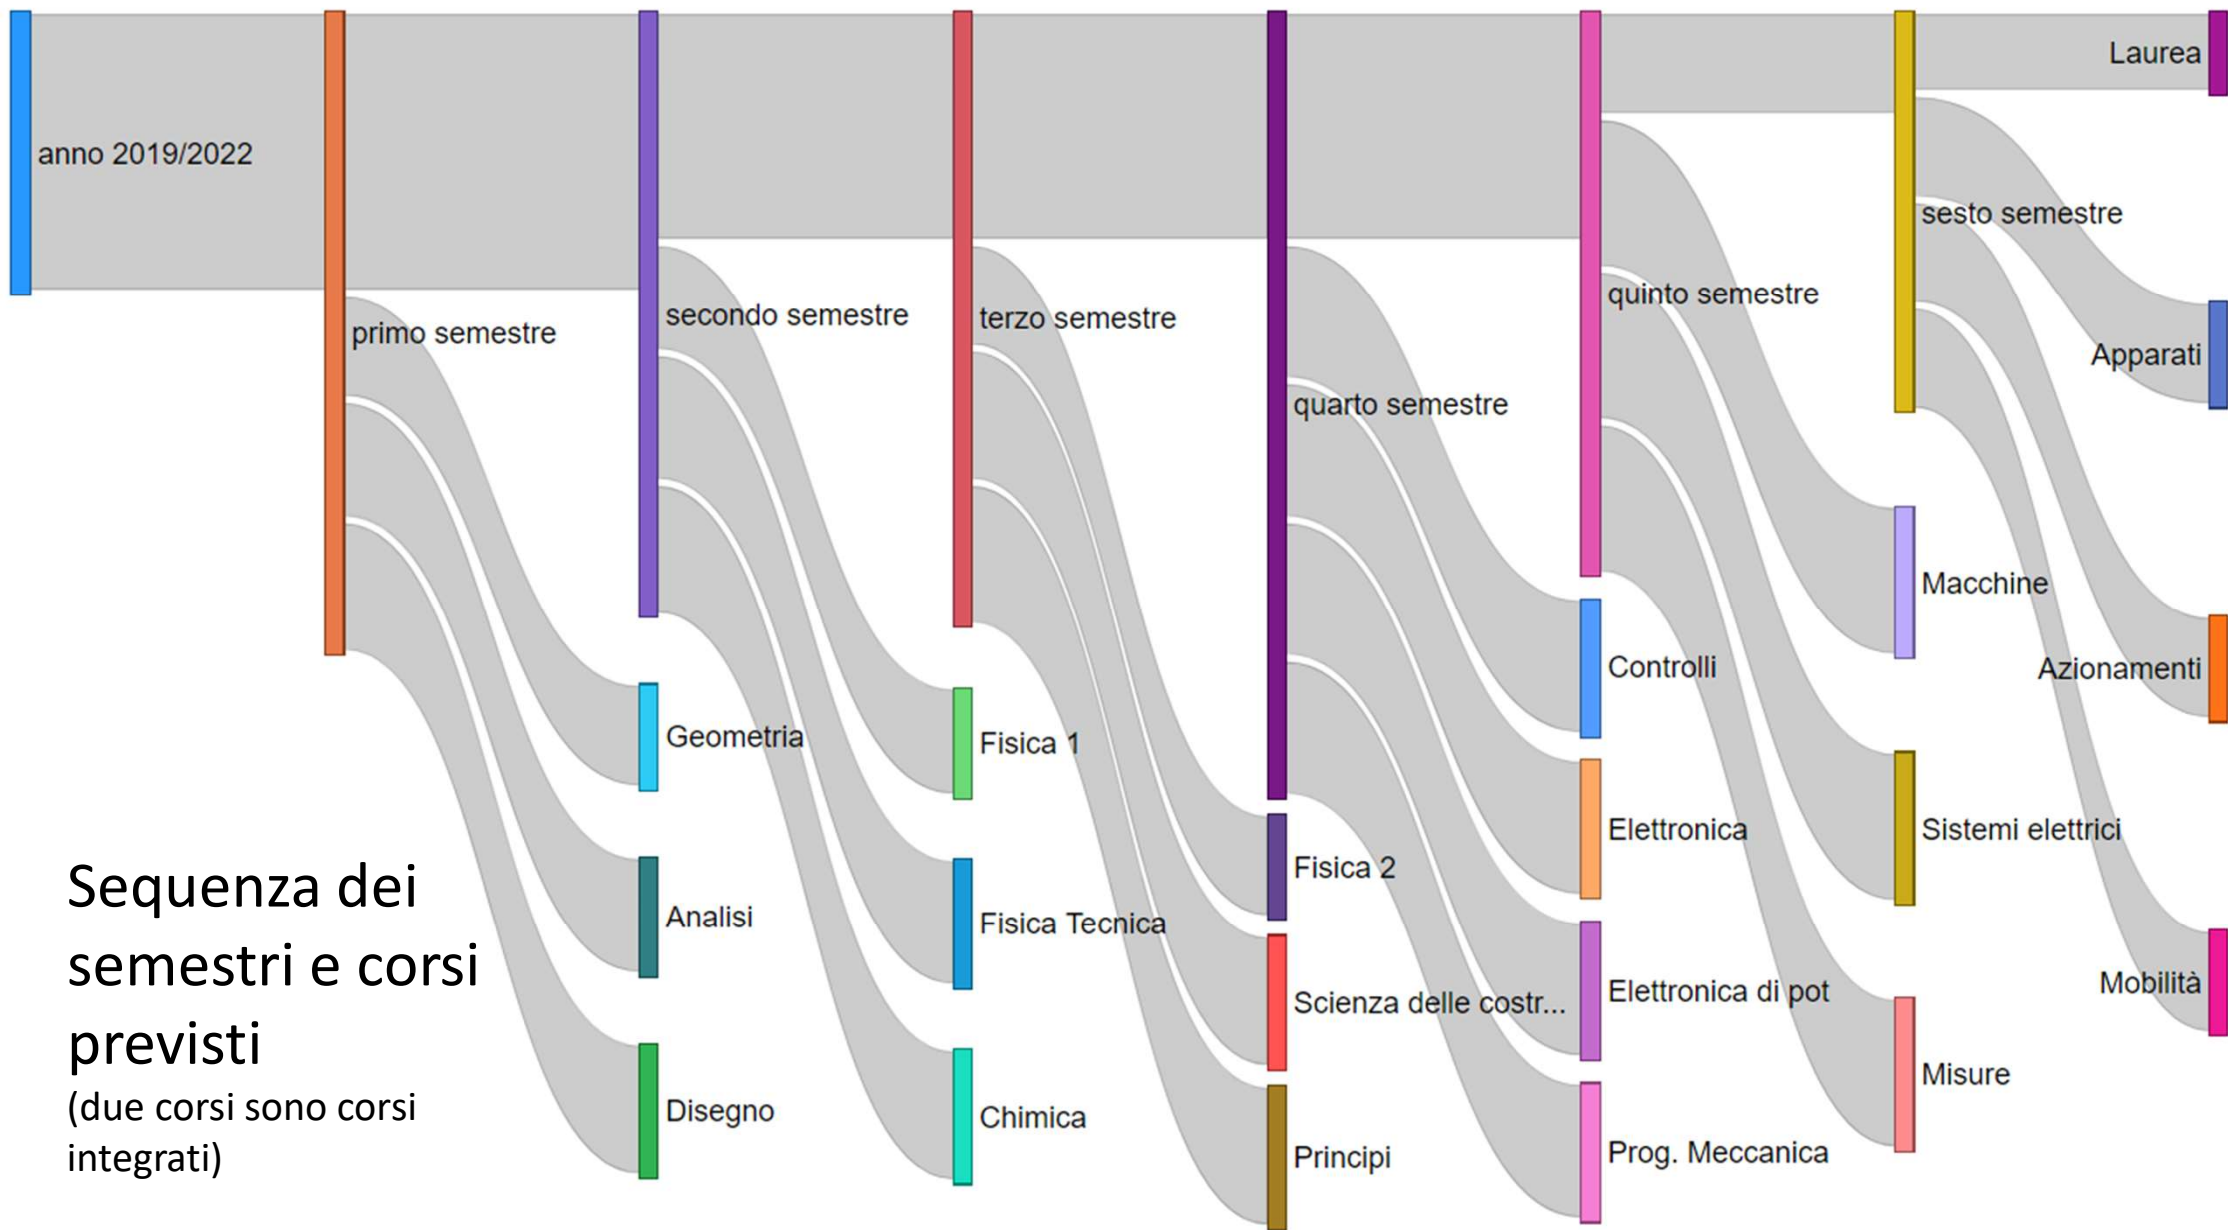 anno 2019/2022
primo semestre
secondo semestre
terzo semestre
quarto semestre
quinto semestre
sesto semestre
Laurea
Apparati
Azionamenti
Mobilità
Macchine
Sistemi elettrici
Misure
Controlli
Elettronica
Elettronica di pot
Prog. Meccanica
Fisica 2
Scienza delle costr...
Principi
Fisica 1
Fisica Tecnica
Chimica
Geometria
Analisi
Disegno
Sequenza dei
semestri e corsi
previsti
(due corsi sono corsi
integrati)